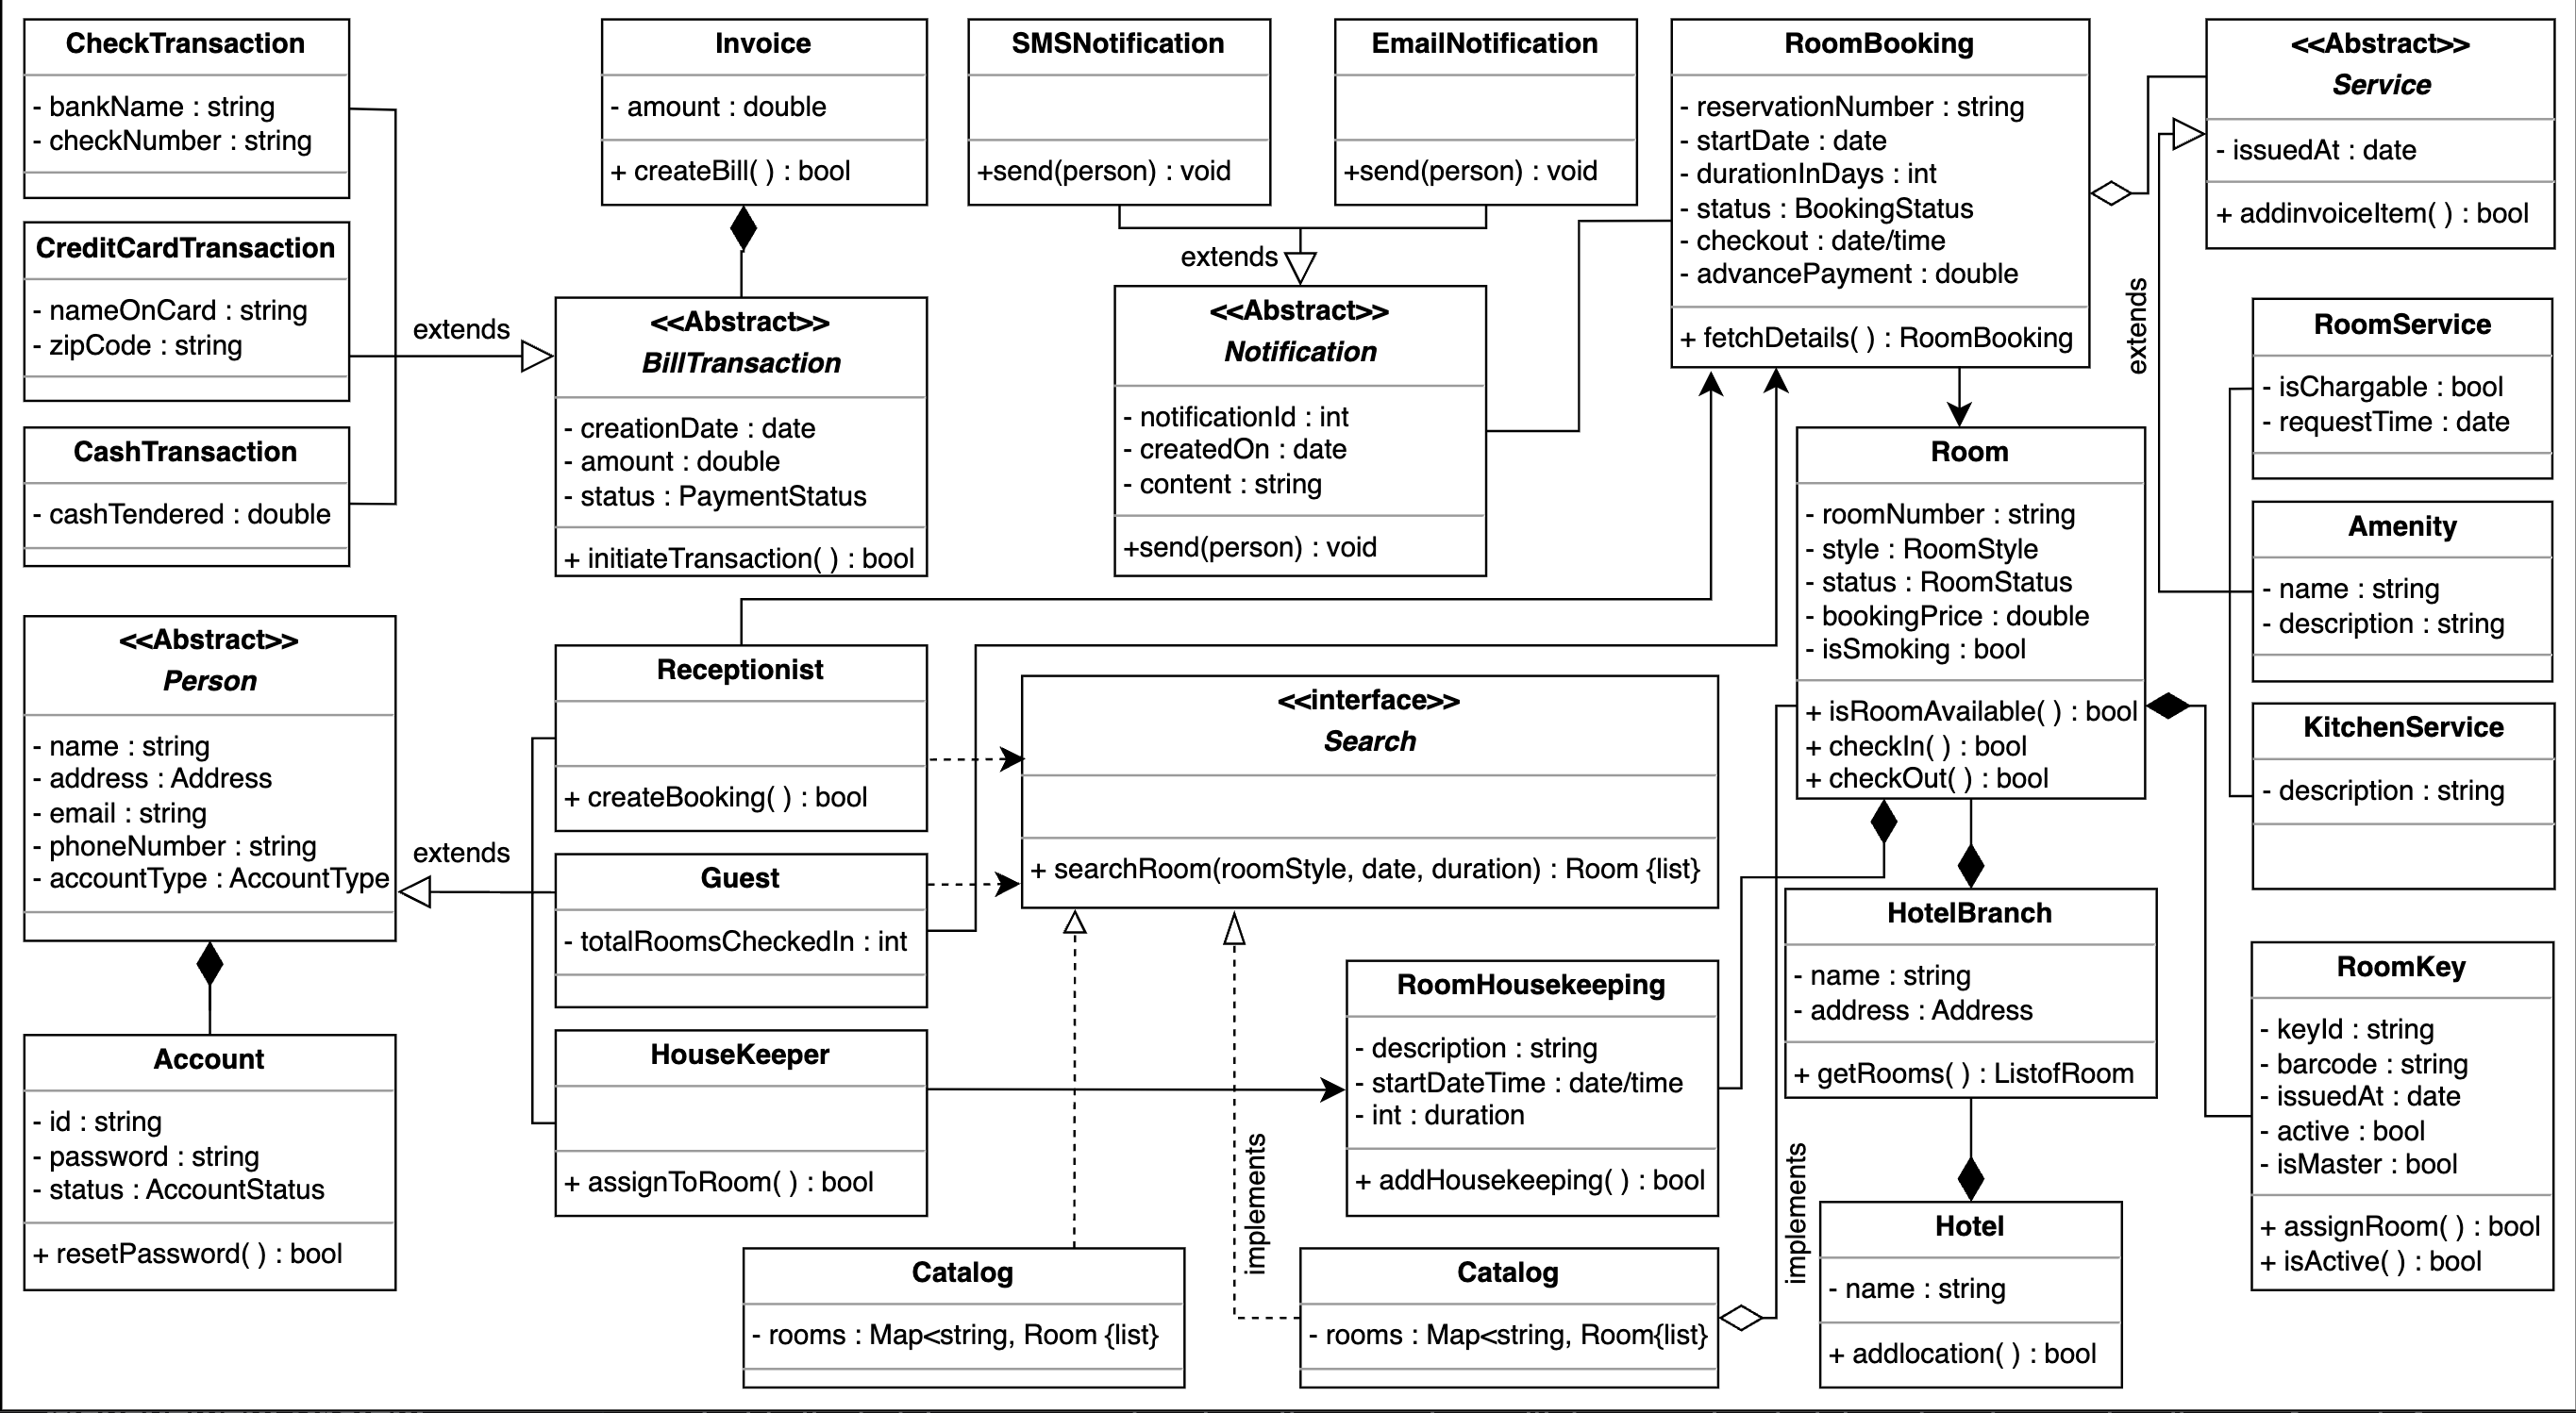 CheckTransaction
- bankName : string
- checkNumber : string
CreditCardTransaction
- nameOnCard : string
- zipCode : string
CashTransaction
- cashTendered : double
extends
Invoice
- amount : double
+ createBill( ) : bool
<<Abstract>>
BillTransaction
- creationDate : date
- amount : double
- status : PaymentStatus
+ initiateTransaction( ) : bool
SMSNotification
+send(person) : void
EmailNotification
+send(person) : void
extends
<<Abstract>>
Notification
- notificationId : int
- createdOn : date
- content : string
+send(person) : void
RoomBooking
- reservationNumber : string
- startDate : date
- durationInDays : int
- status : BookingStatus
- checkout : date/time
- advancePayment : double
+ fetchDetails( ) : RoomBooking
<<Abstract>>
Service
- issuedAt : date
+ addinvoiceItem( ) : bool
extends
RoomService
- isChargable : bool
- requestTime : date
Amenity
- name : string
- description : string
KitchenService
- description : string
Room
- roomNumber : string
- style : RoomStyle
- status : RoomStatus
- bookingPrice : double
- isSmoking : bool
+ isRoomAvailable( ) : bool
+ checkIn( ) : bool
+ checkOut( ) : bool
<<Abstract>>
Person
- name : string
- address : Address
- email : string
- phoneNumber : string
- accountType : AccountType
extends
Account
- id : string
- password : string
- status : AccountStatus
+ resetPassword( ) : bool
Receptionist
+ createBooking( ) : bool
Guest
- totalRoomsCheckedIn : int
HouseKeeper
+ assignToRoom( ) : bool
<<interface>>
Search
+ searchRoom(roomStyle, date, duration) : Room {list}
RoomHousekeeping
- description : string
- startDateTime : date/time
- int : duration
+ addHousekeeping( ) : bool
HotelBranch
- name : string
- address : Address
+ getRooms( ) : ListofRoom
RoomKey
- keyId : string
- barcode : string
- issuedAt : date
- active : bool
- isMaster : bool
+ assignRoom( ) : bool
+ isActive( ) : bool
Catalog
- rooms : Map<string, Room {list}
implements
Catalog
- rooms : Map<string, Room{list}
implements
Hotel
- name : string
+ addlocation( ) : bool